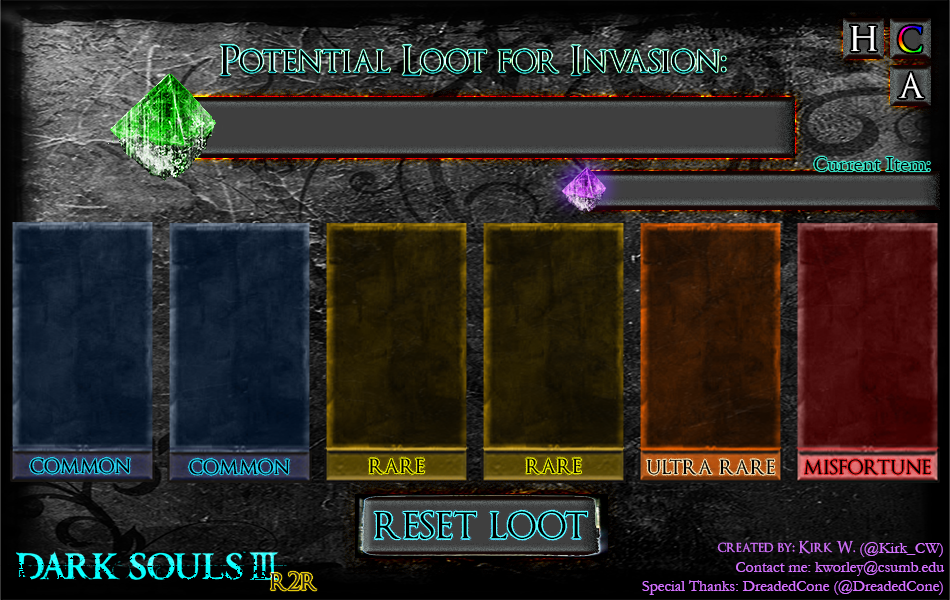 H C
A
POTENTIAL LOOT FOR INVASION:
Current Item:
COMMON
COMMON
RARE
RARE
ULTRA RARE
MISFORTUNE
RESET LOOT
DARK SOULS III
R2R
CREATED BY: KIRK W. (@Kirk_CW)
Contact me: kworley@csumb.edu
Special Thanks: DreadedCone (@DreadedCone)